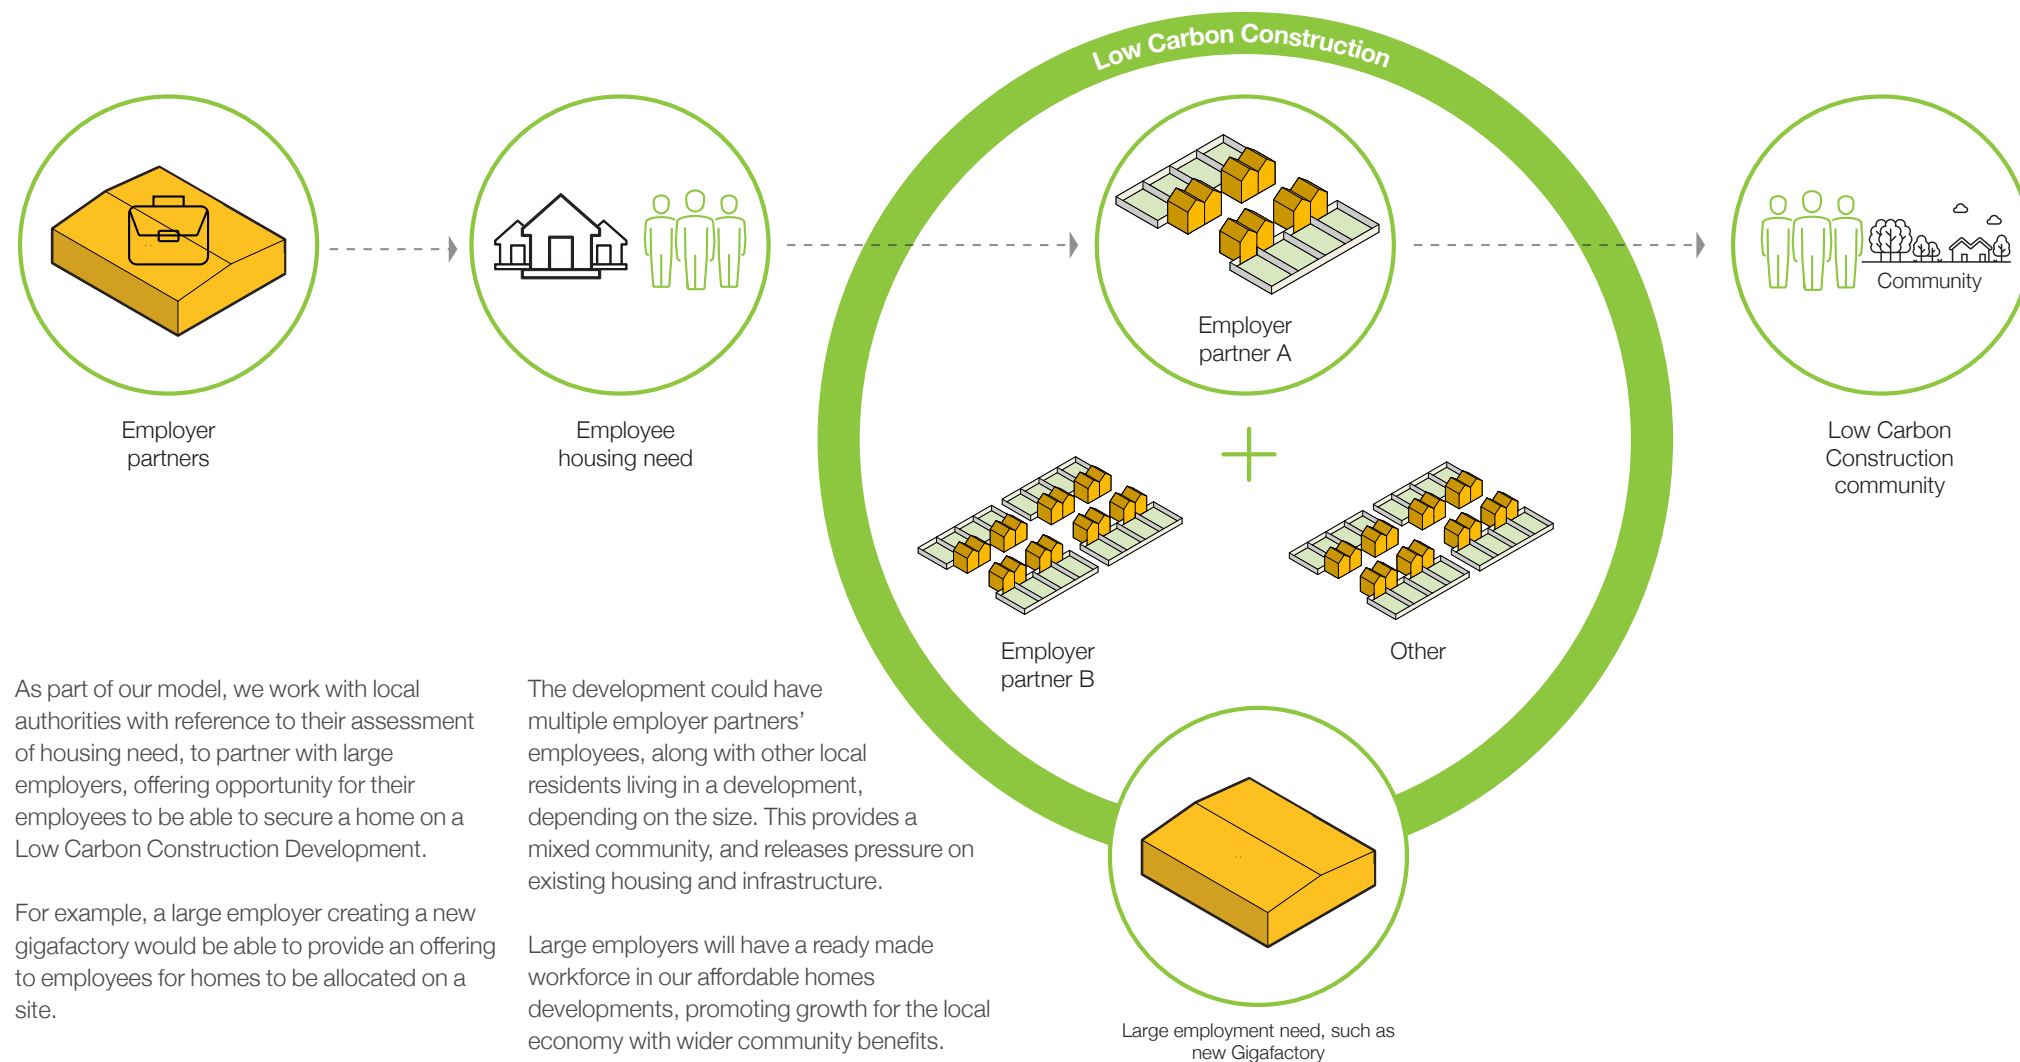 Low Carbon Construction
Employer
partners
Employee
housing need
Employer
partner A
Community
Low Carbon
Construction
community
Employer
partner B
Other
Large employment need, such as
new Gigafactory
As part of our model, we work with local
authorities with reference to their assessment
of housing need, to partner with large
employers, offering opportunity for their
employees to be able to secure a home on a
Low Carbon Construction Development.
For example, a large employer creating a new
gigafactory would be able to provide an offering
to employees for homes to be allocated on a
site.
The development could have
multiple employer partners’
employees, along with other local
residents living in a development,
depending on the size. This provides a
mixed community, and releases pressure on
existing housing and infrastructure.
Large employers will have a ready made
workforce in our affordable homes
developments, promoting growth for the local
economy with wider community benefits.